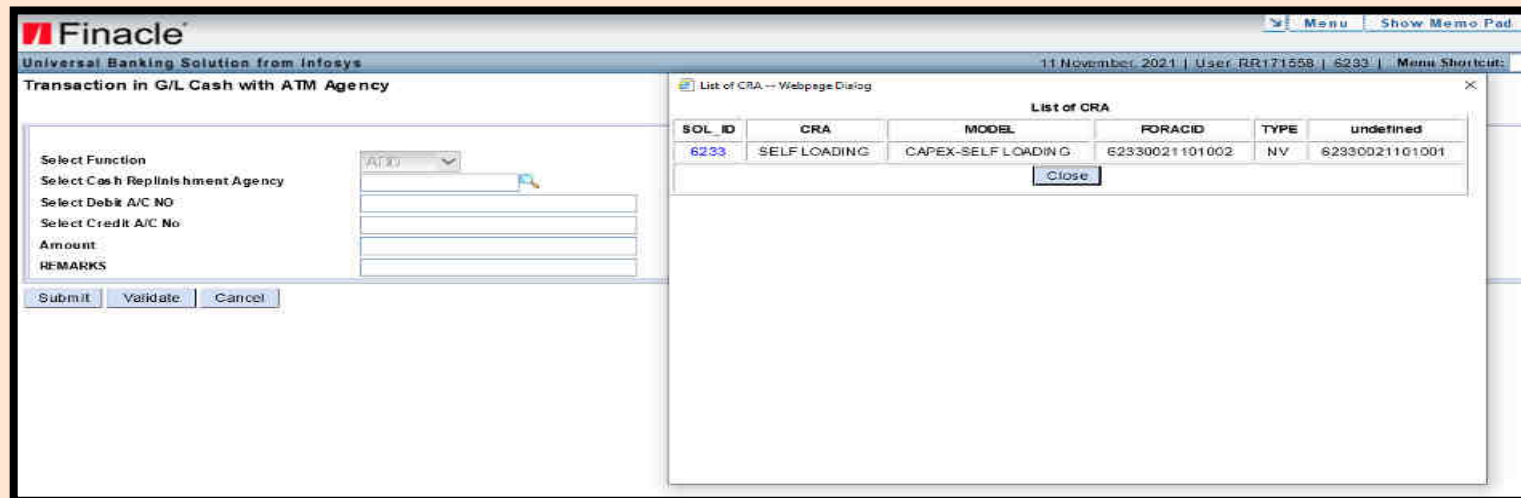 Finacle
Menu | Show Memo Pad
Universal Banking Solution from Infosys
11 November, 2021 | User RR171558 | 6233 | Menu Shortcut:
Transaction in G/L Cash with ATM Agency
Select Function ADD
Select Cash Replinishment Agency
Select Debit A/C NO
Select Credit A/C No
Amount
REMARKS
Submit Validate Cancel
List of CRA -- Webpage Dialog
List of CRA
SOL_ID CRA MODEL FORACID TYPE undefined
6233 SELF LOADING CAPEX-SELF LOADING 62330021101002 NV 62330021101001
Close